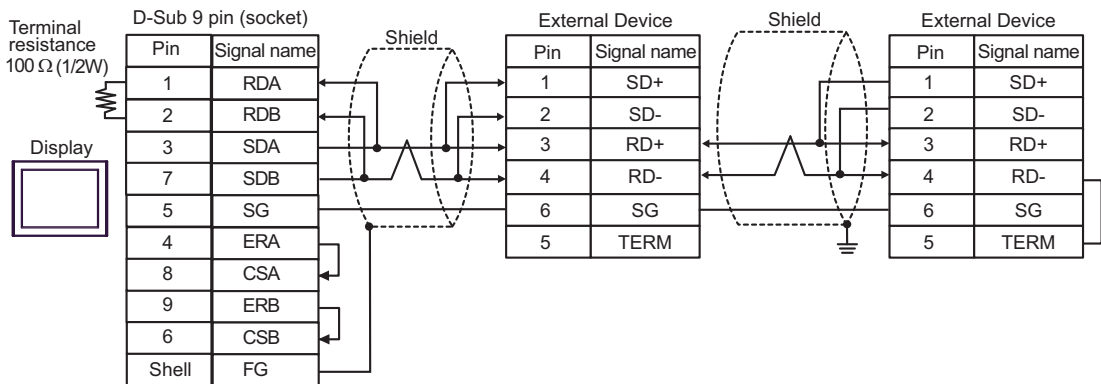 Terminal
resistance
100 Ω (1/2W)
Display
D-Sub 9 pin (socket)
Pin Signal name
1 RDA
2 RDB
3 SDA
7 SDB
5 SG
4 ERA
8 CSA
9 ERB
6 CSB
Shell FG
Shield
External Device
Pin Signal name
1 SD+
2 SD-
3 RD+
4 RD-
6 SG
5 TERM
Shield
External Device
Pin Signal name
1 SD+
2 SD-
3 RD+
4 RD-
6 SG
5 TERM